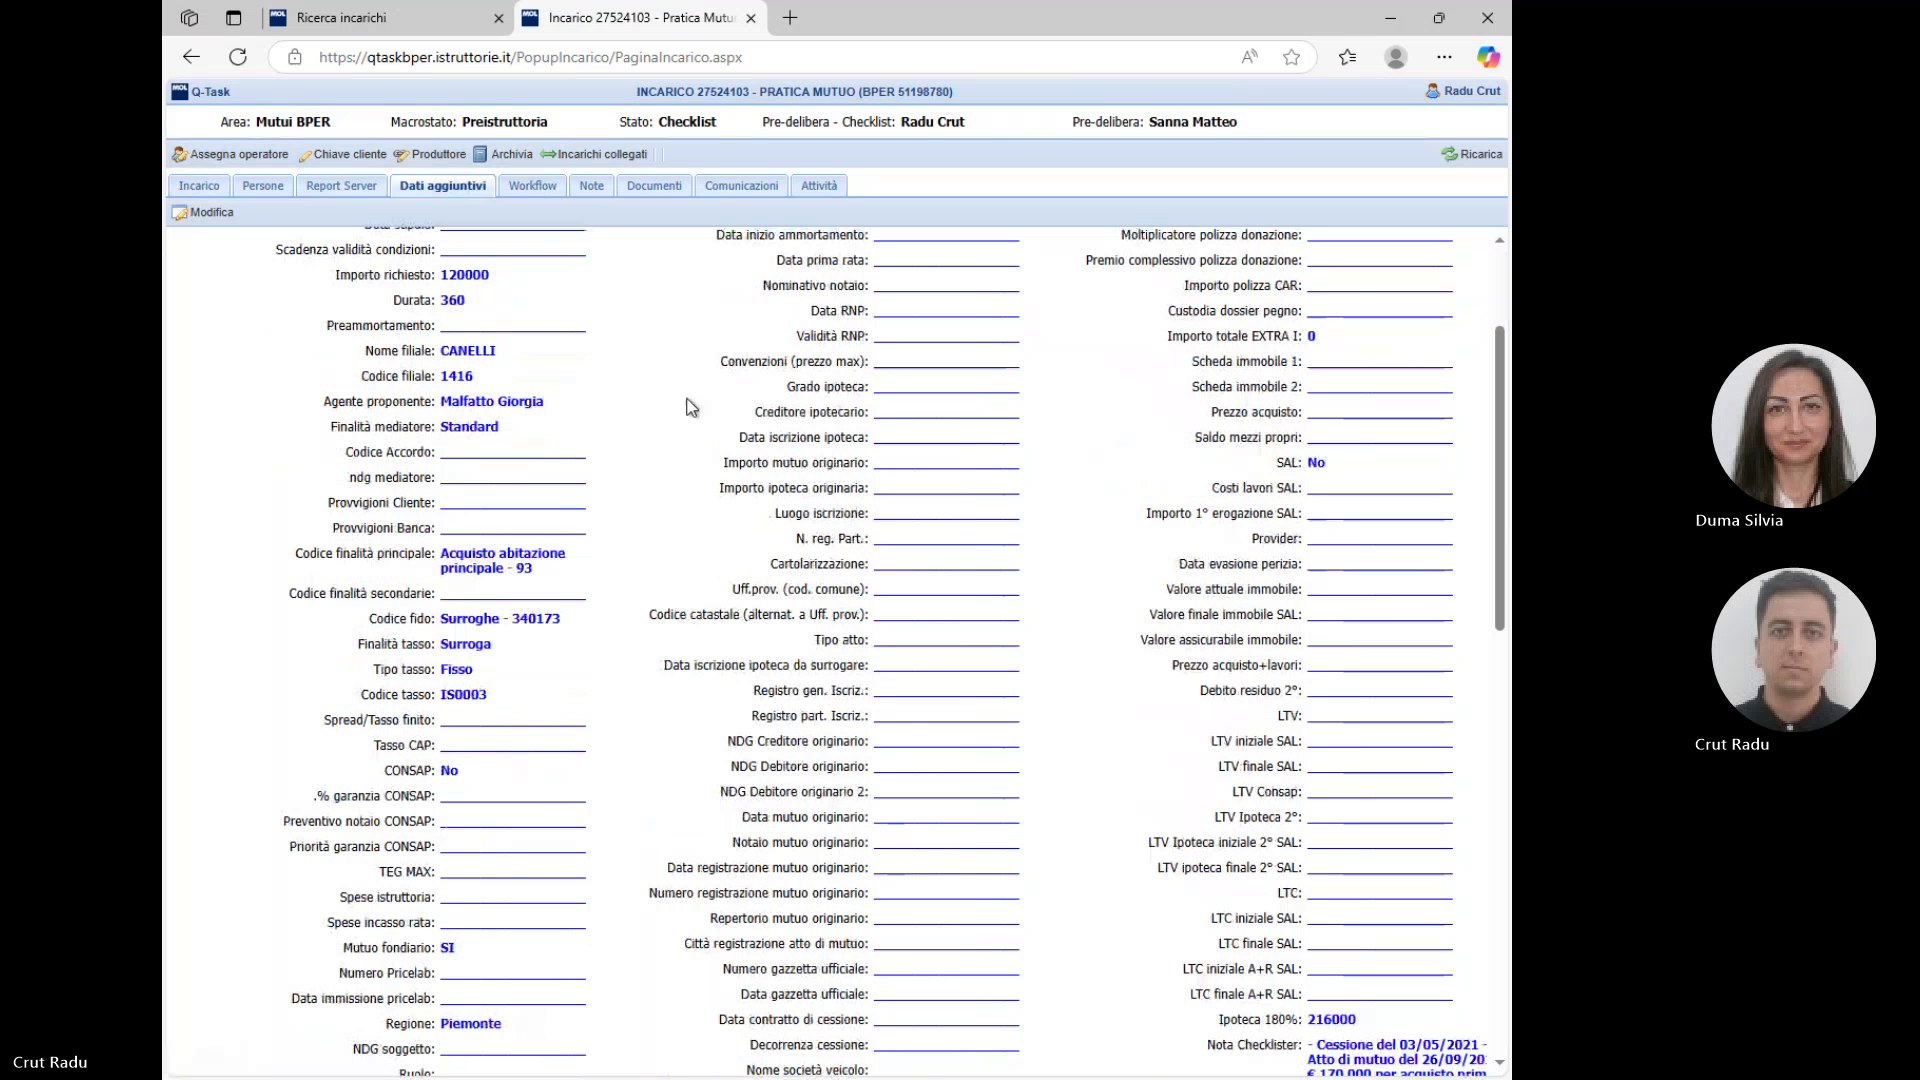 Ricerca incarichi
Incarico 27524103 - Pratica Mutu
https://qtaskbper.istruttorie.it/PopupIncarico/PaginaIncarico.aspx
MOL Q-Task
INCARICO 27524103 - PRATICA MUTUO (BPER 51198780)
Radu Crut
Area: Mutui BPER
Macrostato: Preistruttoria
Stato: Checklist
Pre-delibera - Checklist: Radu Crut
Pre-delibera: Sanna Matteo
Assegna operatore
Chiave cliente
Produttore
Archivia
Incarichi collegati
Ricarica
Incarico
Persone
Report Server
Dati aggiuntivi
Workflow
Note
Documenti
Comunicazioni
Attività
Modifica
Scadenza validità condizioni:
Importo richiesto: 120000
Durata: 360
Preammortamento:
Nome filiale: CANELLI
Codice filiale: 1416
Agente proponente: Malfatto Giorgia
Finalità mediatore: Standard
Codice Accordo:
ndg mediatore:
Provvigioni Cliente:
Provvigioni Banca:
Codice finalità principale: Acquisto abitazione
principale - 93
Codice finalità secondarie:
Codice fido: Surroghe - 340173
Finalità tasso: Surroga
Tipo tasso: Fisso
Codice tasso: IS0003
Spread/Tasso finito:
Tasso CAP:
CONSAP: No
.% garanzia CONSAP:
Preventivo notaio CONSAP:
Priorità garanzia CONSAP:
TEG MAX:
Spese istruttoria:
Spese incasso rata:
Mutuo fondiario: SI
Numero Pricelab:
Data immissione pricelab:
Regione: Piemonte
NDG soggetto:
Ruolo:
Data inizio ammortamento:
Data prima rata:
Nominativo notaio:
Data RNP:
Validità RNP:
Convenzioni (prezzo max):
Grado ipoteca:
Creditore ipotecario:
Data iscrizione ipoteca:
Importo mutuo originario:
Importo ipoteca originaria:
Luogo iscrizione:
N. reg. Part.:
Cartolarizzazione:
Uff.prov. (cod. comune):
Codice catastale (alternat. a Uff. prov.):
Tipo atto:
Data iscrizione ipoteca da surrogare:
Registro gen. Iscriz.:
Registro part. Iscriz.:
NDG Creditore originario:
NDG Debitore originario:
NDG Debitore originario 2:
Data mutuo originario:
Notaio mutuo originario:
Data registrazione mutuo originario:
Numero registrazione mutuo originario:
Repertorio mutuo originario:
Città registrazione atto di mutuo:
Numero gazzetta ufficiale:
Data gazzetta ufficiale:
Data contratto di cessione:
Decorrenza cessione:
Nome società veicolo:
Moltiplicatore polizza donazione:
Premio complessivo polizza donazione:
Importo polizza CAR:
Custodia dossier pegno:
Importo totale EXTRA I: 0
Scheda immobile 1:
Scheda immobile 2:
Prezzo acquisto:
Saldo mezzi propri:
SAL: No
Costi lavori SAL:
Importo 1° erogazione SAL:
Provider:
Data evasione perizia:
Valore attuale immobile:
Valore finale immobile SAL:
Valore assicurabile immobile:
Prezzo acquisto+lavori:
Debito residuo 2°:
LTV:
LTV iniziale SAL:
LTV finale SAL:
LTV Consap:
LTV Ipoteca 2°:
LTV Ipoteca iniziale 2° SAL:
LTV ipoteca finale 2° SAL:
LTC:
LTC iniziale SAL:
LTC finale SAL:
LTC iniziale A+R SAL:
LTC finale A+R SAL:
Ipoteca 180%: 216000
Nota Checklister: - Cessione del 03/05/2021 -
Atto di mutuo del 26/09/20
€ 170.000 per acquisto prim
Duma Silvia
Crut Radu
Crut Radu